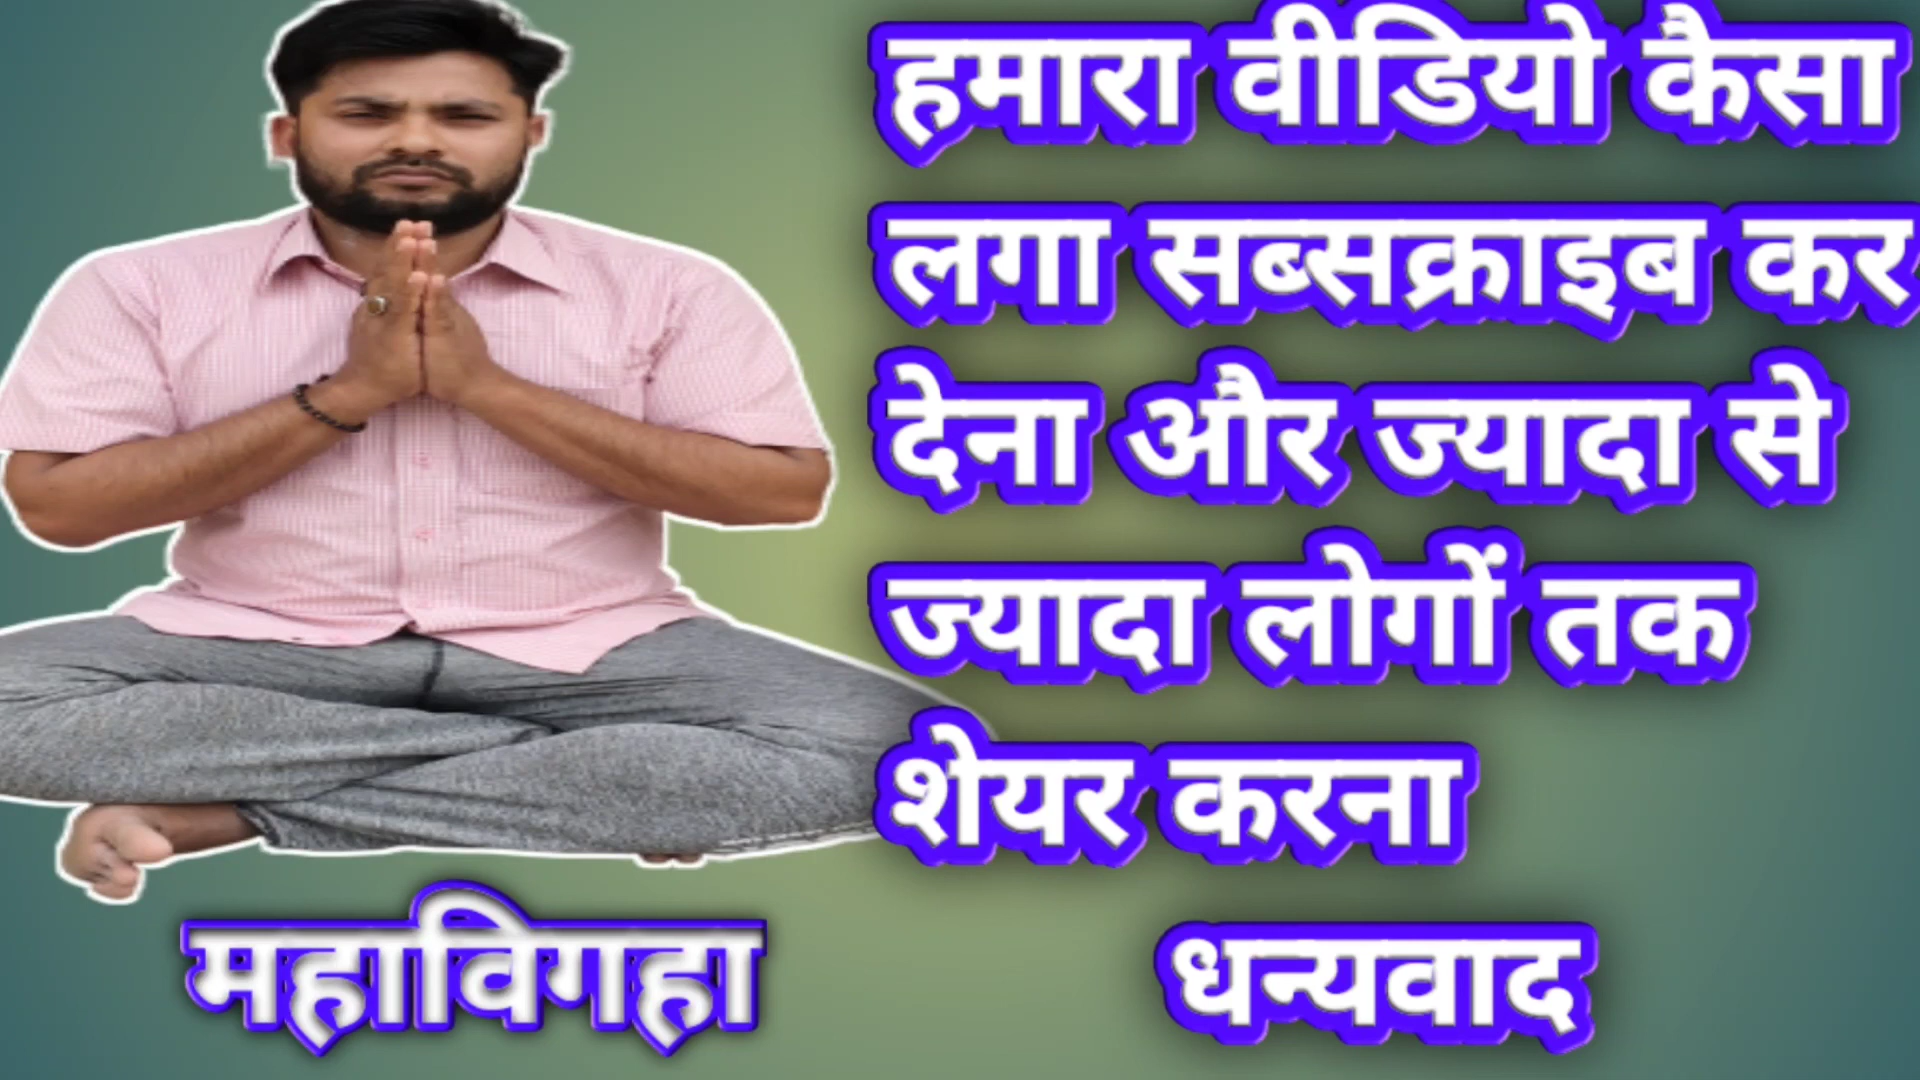 हमारा वीडियो कैसा
लगा सब्सक्राइब कर
देना और ज्यादा से
ज्यादा लोगों तक
शेयर करना
महाविगहा
धन्यवाद